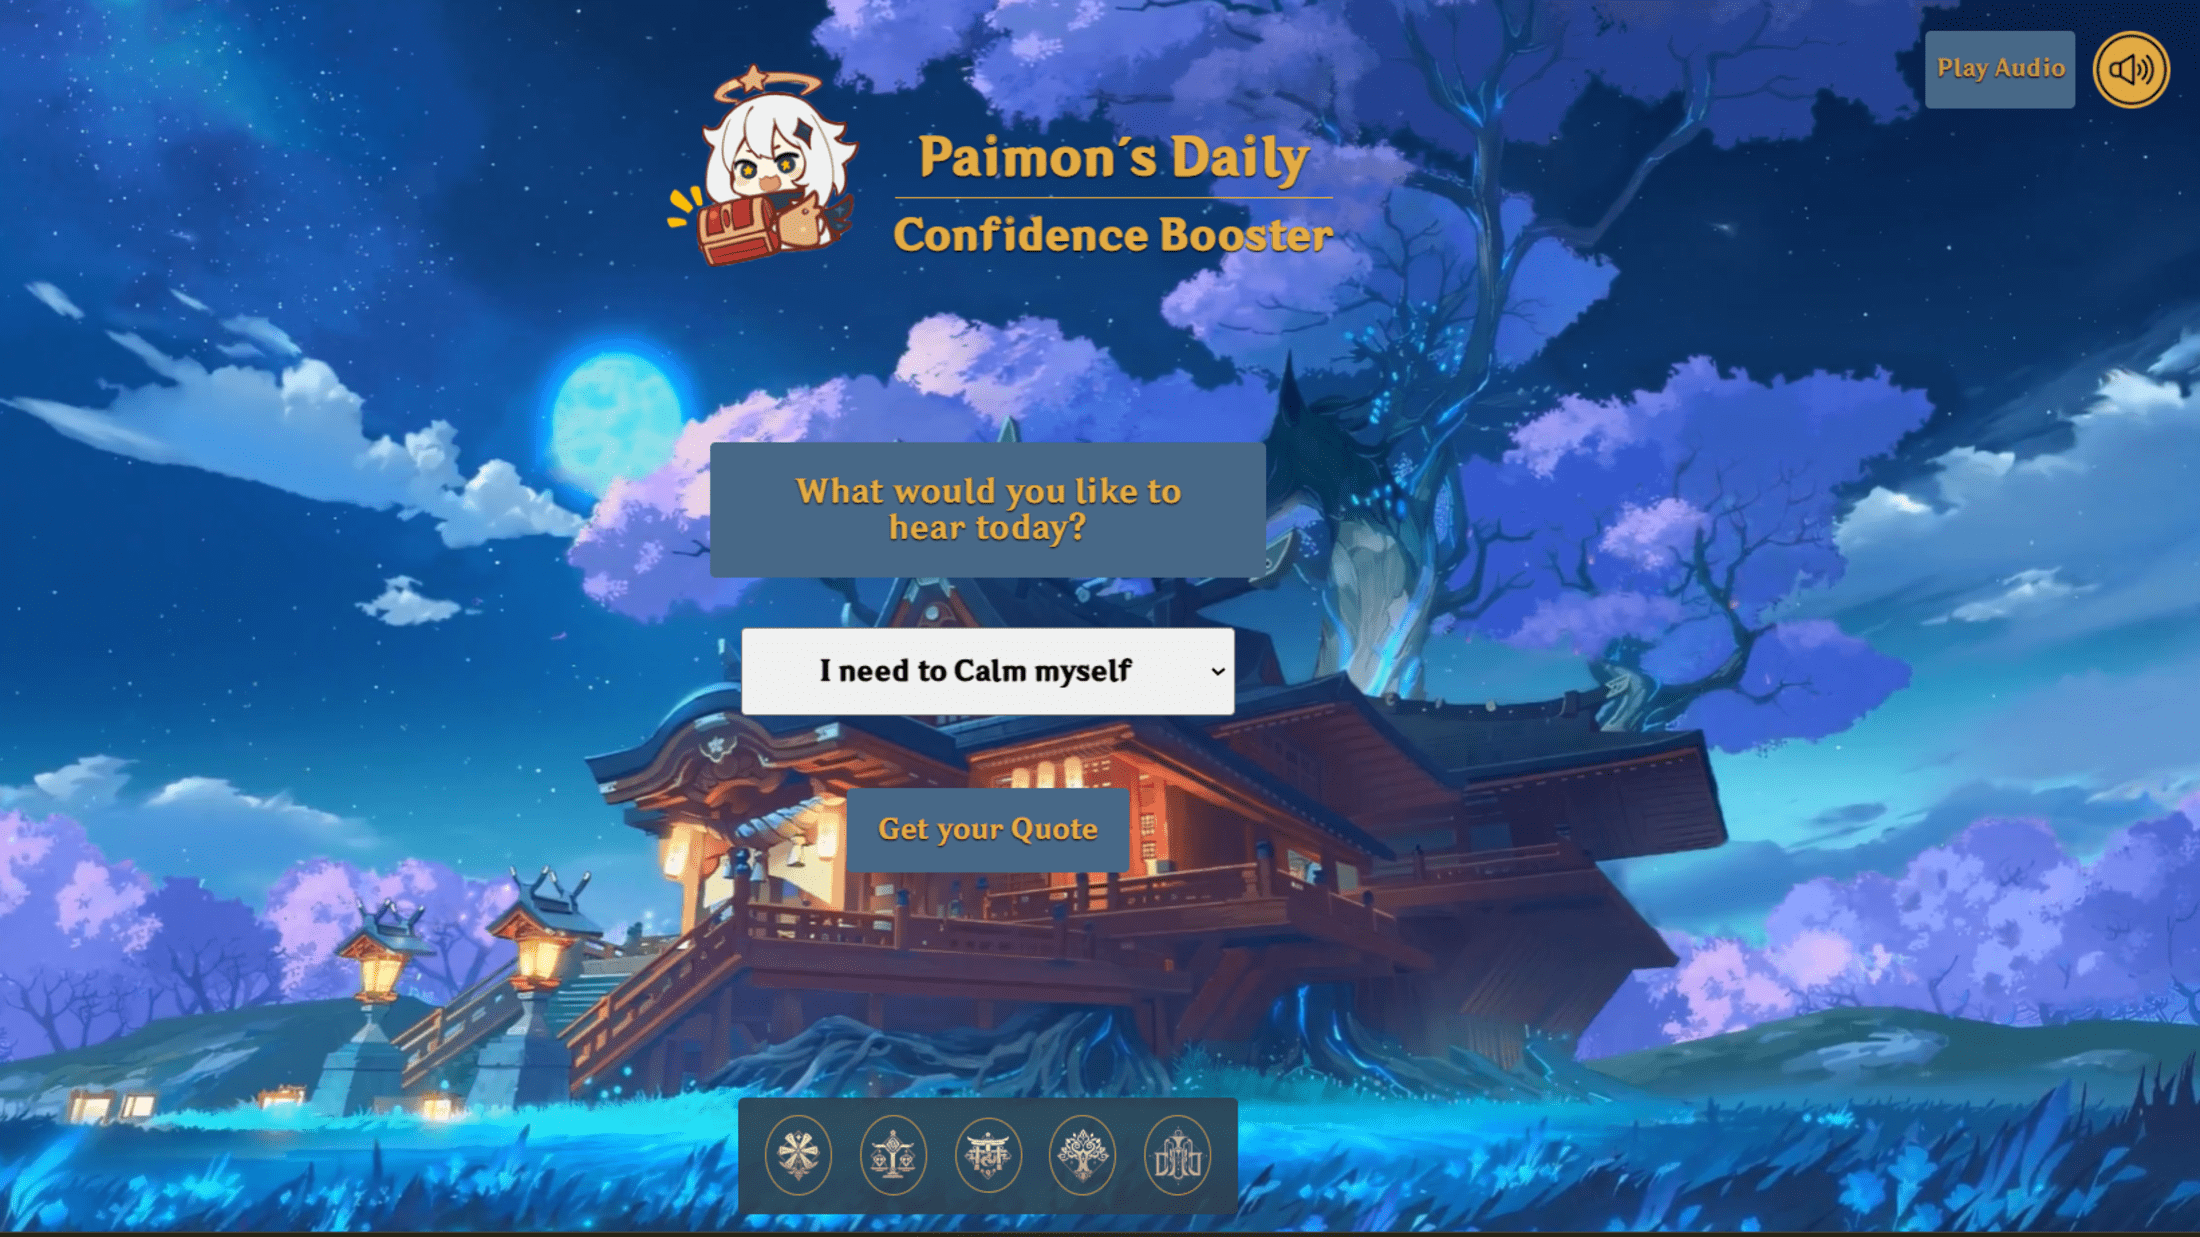 Play Audio
Paimon´s Daily
Confidence Booster
What would you like to
hear today?
I need to Calm myself
Get your Quote